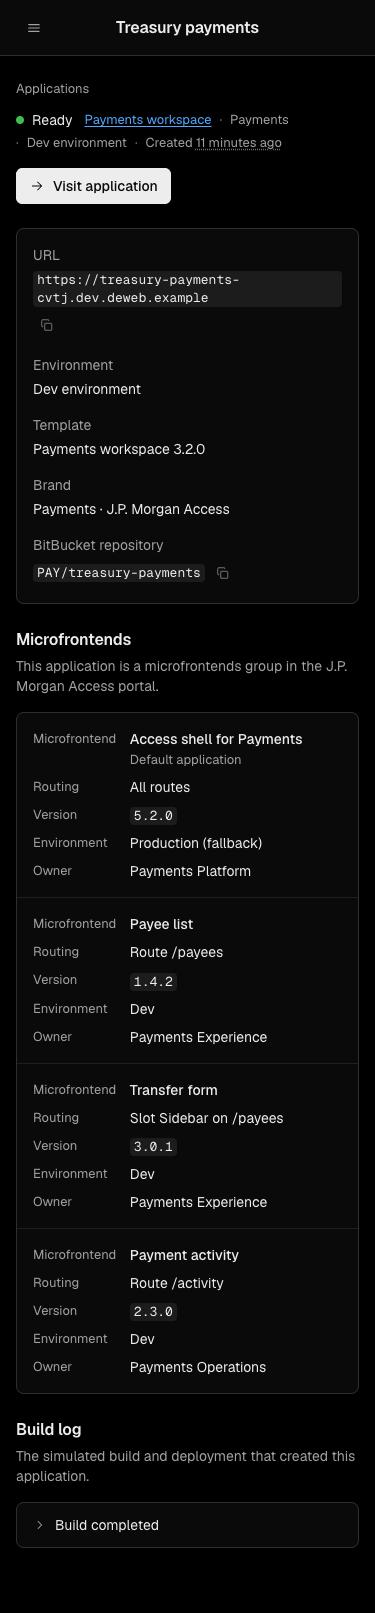 Treasury payments
Applications
Ready Payments workspace · Payments
· Dev environment · Created 11 minutes ago
→ Visit application
URL
https://treasury-payments-
cvtj.dev.deweb.example
Environment
Dev environment
Template
Payments workspace 3.2.0
Brand
Payments · J.P. Morgan Access
BitBucket repository
PAY/treasury-payments
Microfrontends
This application is a microfrontends group in the J.P.
Morgan Access portal.
Microfrontend Access shell for Payments
Default application
Routing All routes
Version 5.2.0
Environment Production (fallback)
Owner Payments Platform
Microfrontend Payee list
Routing Route /payees
Version 1.4.2
Environment Dev
Owner Payments Experience
Microfrontend Transfer form
Routing Slot Sidebar on /payees
Version 3.0.1
Environment Dev
Owner Payments Experience
Microfrontend Payment activity
Routing Route /activity
Version 2.3.0
Environment Dev
Owner Payments Operations
Build log
The simulated build and deployment that created this
application.
Build completed